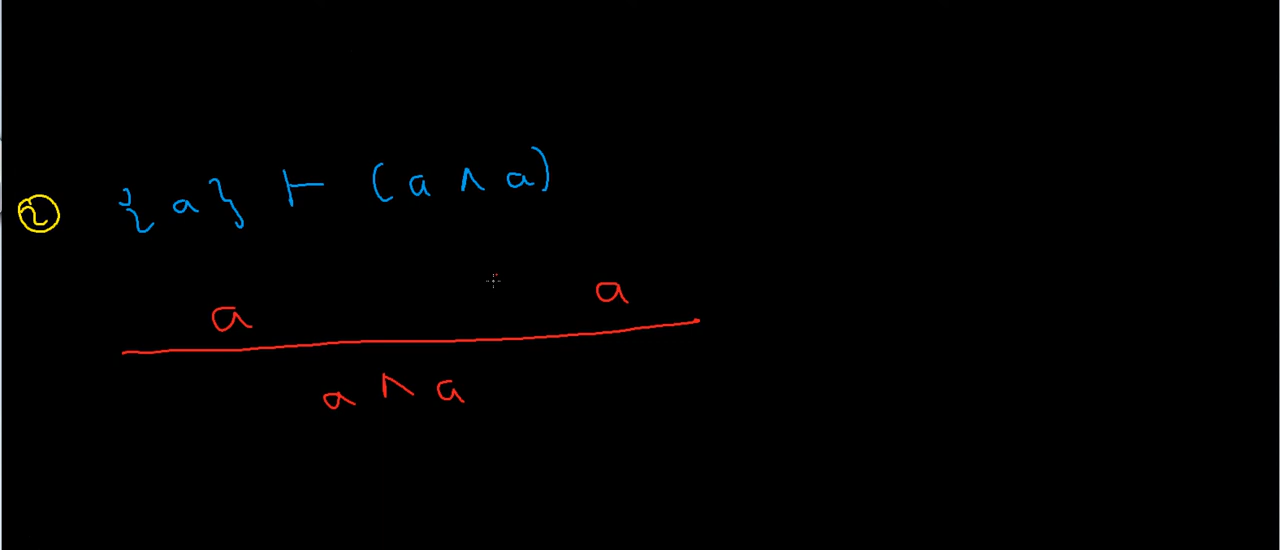 ② {a} ⊢ (a ∧ a)
a a
a ∧ a